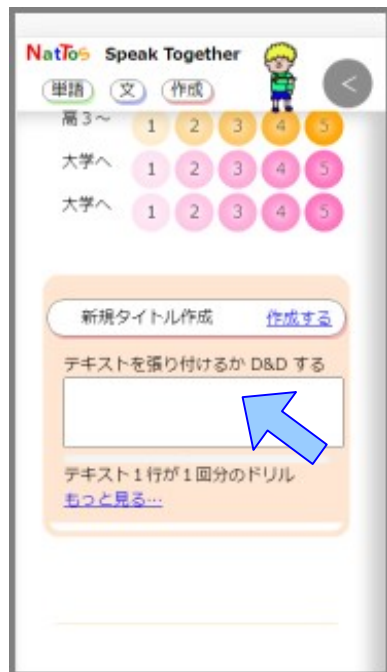 NatTos Speak Together
単語 文 作成 <
高3～ 1 2 3 4 5
大学へ 1 2 3 4 5
大学へ 1 2 3 4 5
新規タイトル作成 作成する
テキストを張り付けるか D&D する
テキスト1行が1回分のドリル
もっと見る…